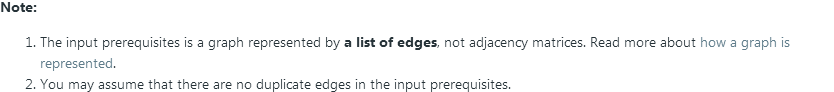 Note:
1. The input prerequisites is a graph represented by a list of edges, not adjacency matrices. Read more about how a graph is
represented.
2. You may assume that there are no duplicate edges in the input prerequisites.